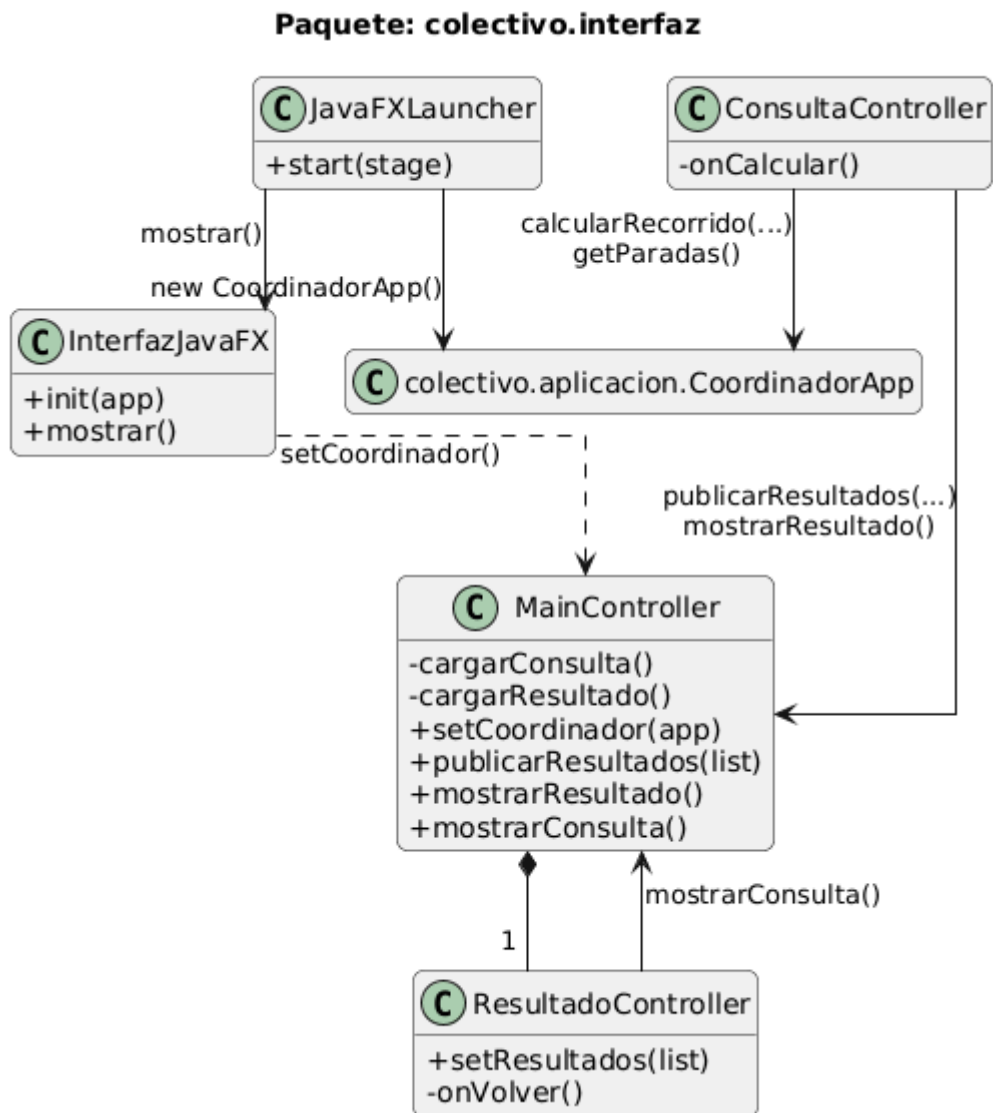 Paquete: colectivo.interfaz
C JavaFXLauncher
+start(stage)
C ConsultaController
-onCalcular()
mostrar()
new CoordinadorApp()
calcularRecorrido(...)
getParadas()
C InterfazJavaFX
+init(app)
+mostrar()
C colectivo.aplicacion.CoordinadorApp
setCoordinador()
publicarResultados(...)
mostrarResultado()
C MainController
-cargarConsulta()
-cargarResultado()
+setCoordinador(app)
+publicarResultados(list)
+mostrarResultado()
+mostrarConsulta()
mostrarConsulta()
1
C ResultadoController
+setResultados(list)
-onVolver()